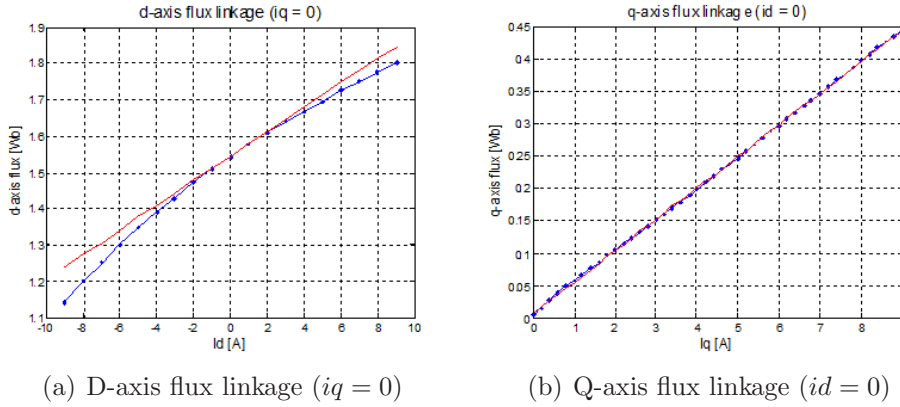 d-axis flux linkage (iq = 0)
d-axis flux [Wb]
1.9
1.8
1.7
1.6
1.5
1.4
1.3
1.2
1.1
-10 -8 -6 -4 -2 0 2 4 6 8 10
Id [A]
(a) D-axis flux linkage (iq = 0)
q-axis flux linkage (id = 0)
q-axis flux [Wb]
0.45
0.4
0.35
0.3
0.25
0.2
0.15
0.1
0.05
0
0 1 2 3 4 5 6 7 8
Iq [A]
(b) Q-axis flux linkage (id = 0)